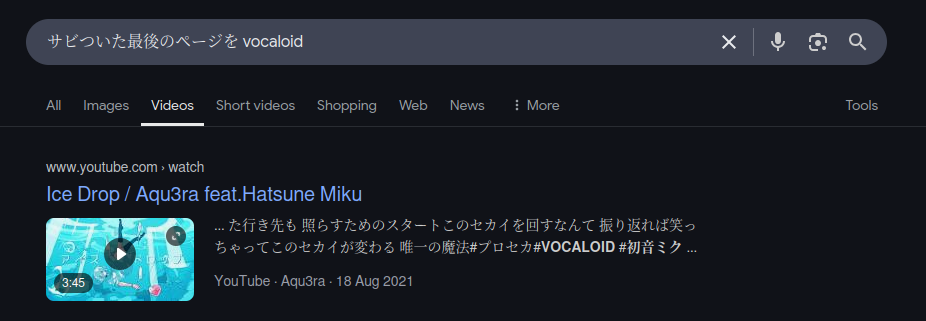 サビついた最後のページを vocaloid
All Images Videos Short videos Shopping Web News More Tools
www.youtube.com › watch
Ice Drop / Aqu3ra feat.Hatsune Miku
... た行き先も 照らすためのスタートこのセカイを回すなんて 振り返れば笑っ
ちゃってこのセカイが変わる 唯一の魔法#プロセカ#VOCALOID #初音ミク ...
3:45
YouTube · Aqu3ra · 18 Aug 2021